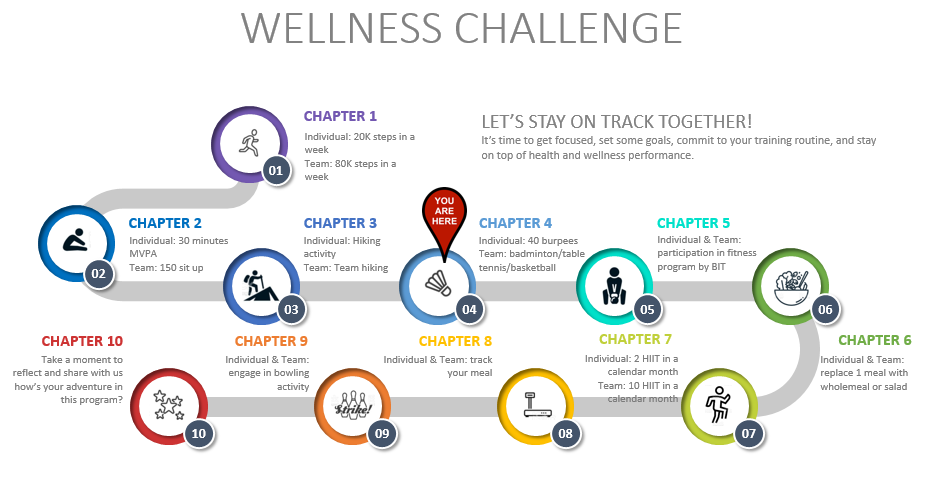 WELLNESS CHALLENGE
LET'S STAY ON TRACK TOGETHER!
It's time to get focused, set some goals, commit to your training routine, and stay
on top of health and wellness performance.
CHAPTER 1
Individual: 20K steps in a
week
Team: 80K steps in a
week
01
CHAPTER 2
Individual: 30 minutes
MVPA
Team: 150 sit up
02
CHAPTER 3
Individual: Hiking
activity
Team: Team hiking
03
YOU
ARE
HERE
CHAPTER 4
Individual: 40 burpees
Team: badminton/table
tennis/basketball
04
CHAPTER 5
Individual & Team:
participation in fitness
program by BIT
05
CHAPTER 6
Individual & Team:
replace 1 meal with
wholemeal or salad
06
CHAPTER 7
Individual: 2 HIIT in a
calendar month
Team: 10 HIIT in a
calendar month
07
CHAPTER 8
Individual & Team: track
your meal
08
CHAPTER 9
Individual & Team:
engage in bowling
activity
Strike!
09
CHAPTER 10
Take a moment to
reflect and share with us
how's your adventure in
this program?
10